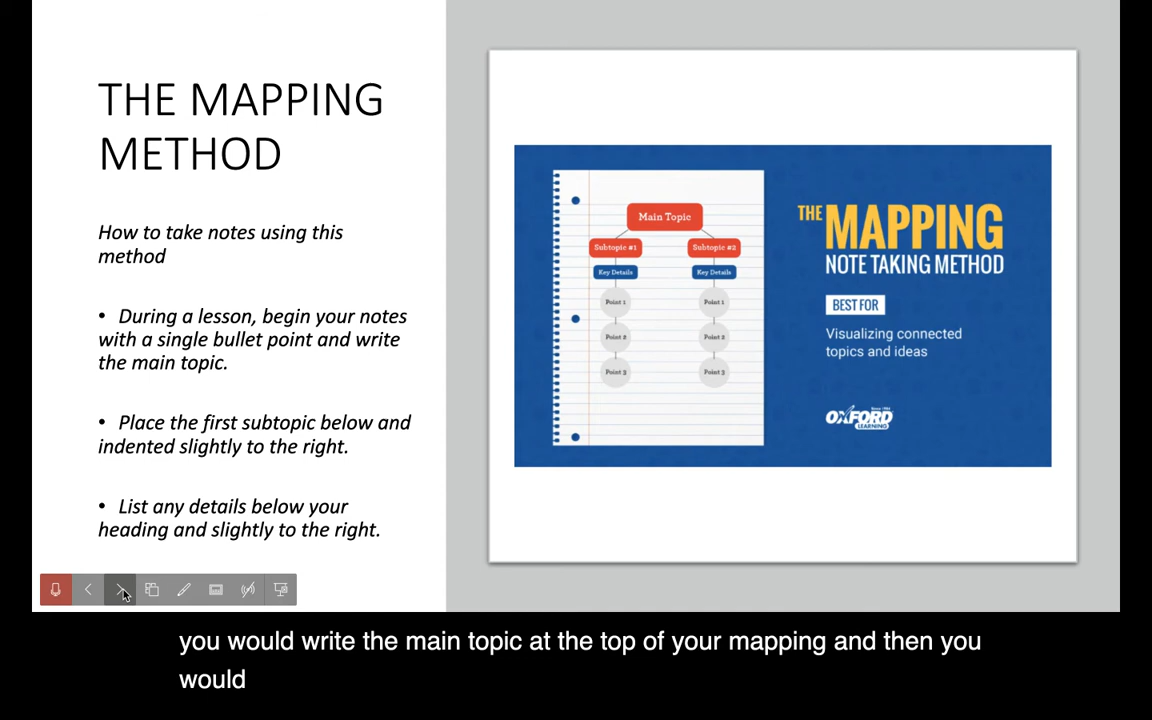 THE MAPPING
METHOD
How to take notes using this
method
• During a lesson, begin your notes
with a single bullet point and write
the main topic.
• Place the first subtopic below and
indented slightly to the right.
• List any details below your
heading and slightly to the right.
Main Topic
Subtopic #1
Subtopic #2
Key Details
Key Details
Point 1
Point 1
Point 2
Point 2
Point 3
Point 3
THE MAPPING
NOTE TAKING METHOD
BEST FOR
Visualizing connected
topics and ideas
OXFORD
LEARNING
you would write the main topic at the top of your mapping and then you
would